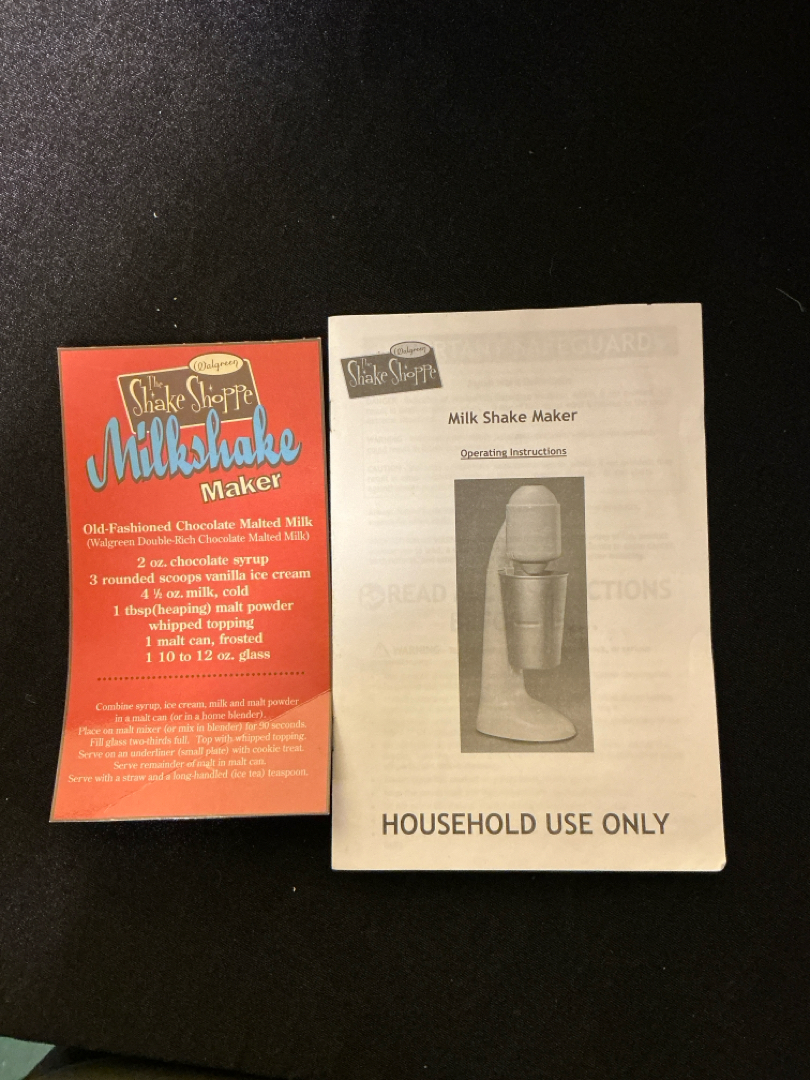 Walgreen
The
Shake Shoppe
Milkshake
Maker
Old-Fashioned Chocolate Malted Milk
(Walgreen Double-Rich Chocolate Malted Milk)
2 oz. chocolate syrup
3 rounded scoops vanilla ice cream
4 ½ oz. milk, cold
1 tbsp(heaping) malt powder
whipped topping
1 malt can, frosted
1 10 to 12 oz. glass
Combine syrup, ice cream, milk and malt powder
in a malt can (or in a home blender).
Place on malt mixer (or mix in blender) for 90 seconds.
Fill glass two-thirds full. Top with whipped topping.
Serve on an underliner (small plate) with cookie treat.
Serve remainder of malt in malt can.
Serve with a straw and a long-handled (ice tea) teaspoon.
Walgreen
The
Shake Shoppe
Milk Shake Maker
Operating Instructions
READ
HOUSEHOLD USE ONLY